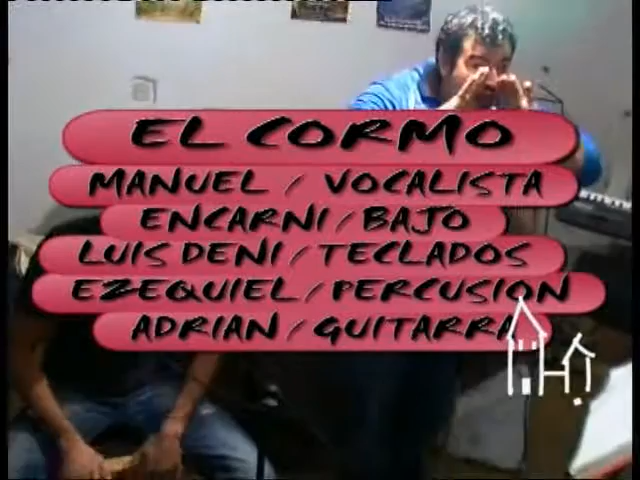 EL CORMO
MANUEL / VOCALISTA
ENCARNI / BAJO
LUIS DENI / TECLADOS
EZEQUIEL / PERCUSION
ADRIAN / GUITARRA